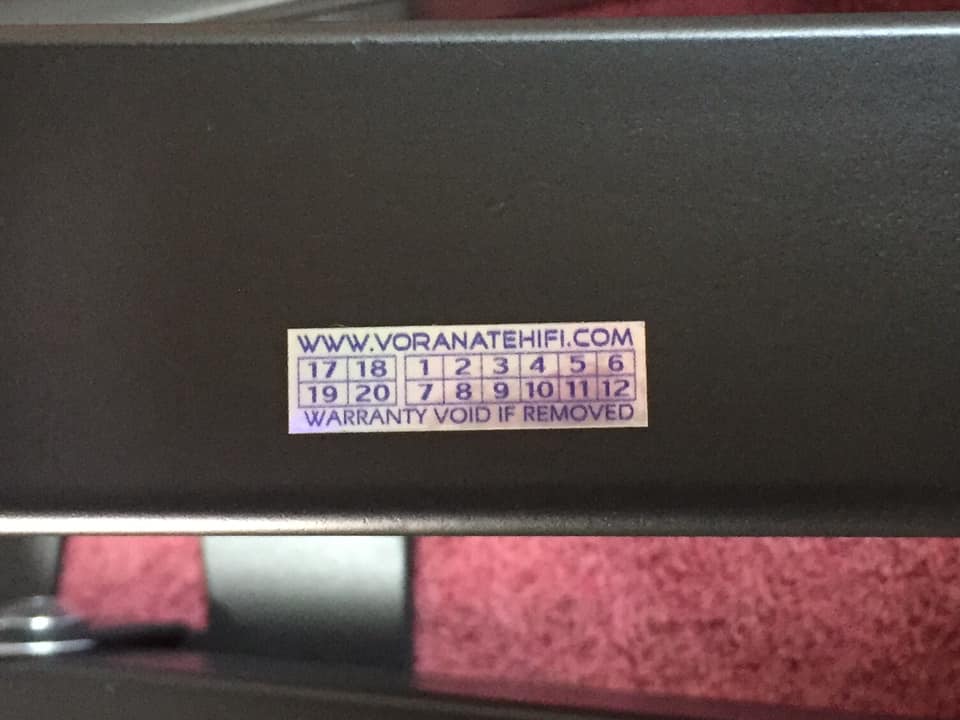 WWW.VORANATEHIFI.COM
17 18 1 2 3 4 5 6
19 20 7 8 9 10 11 12
WARRANTY VOID IF REMOVED